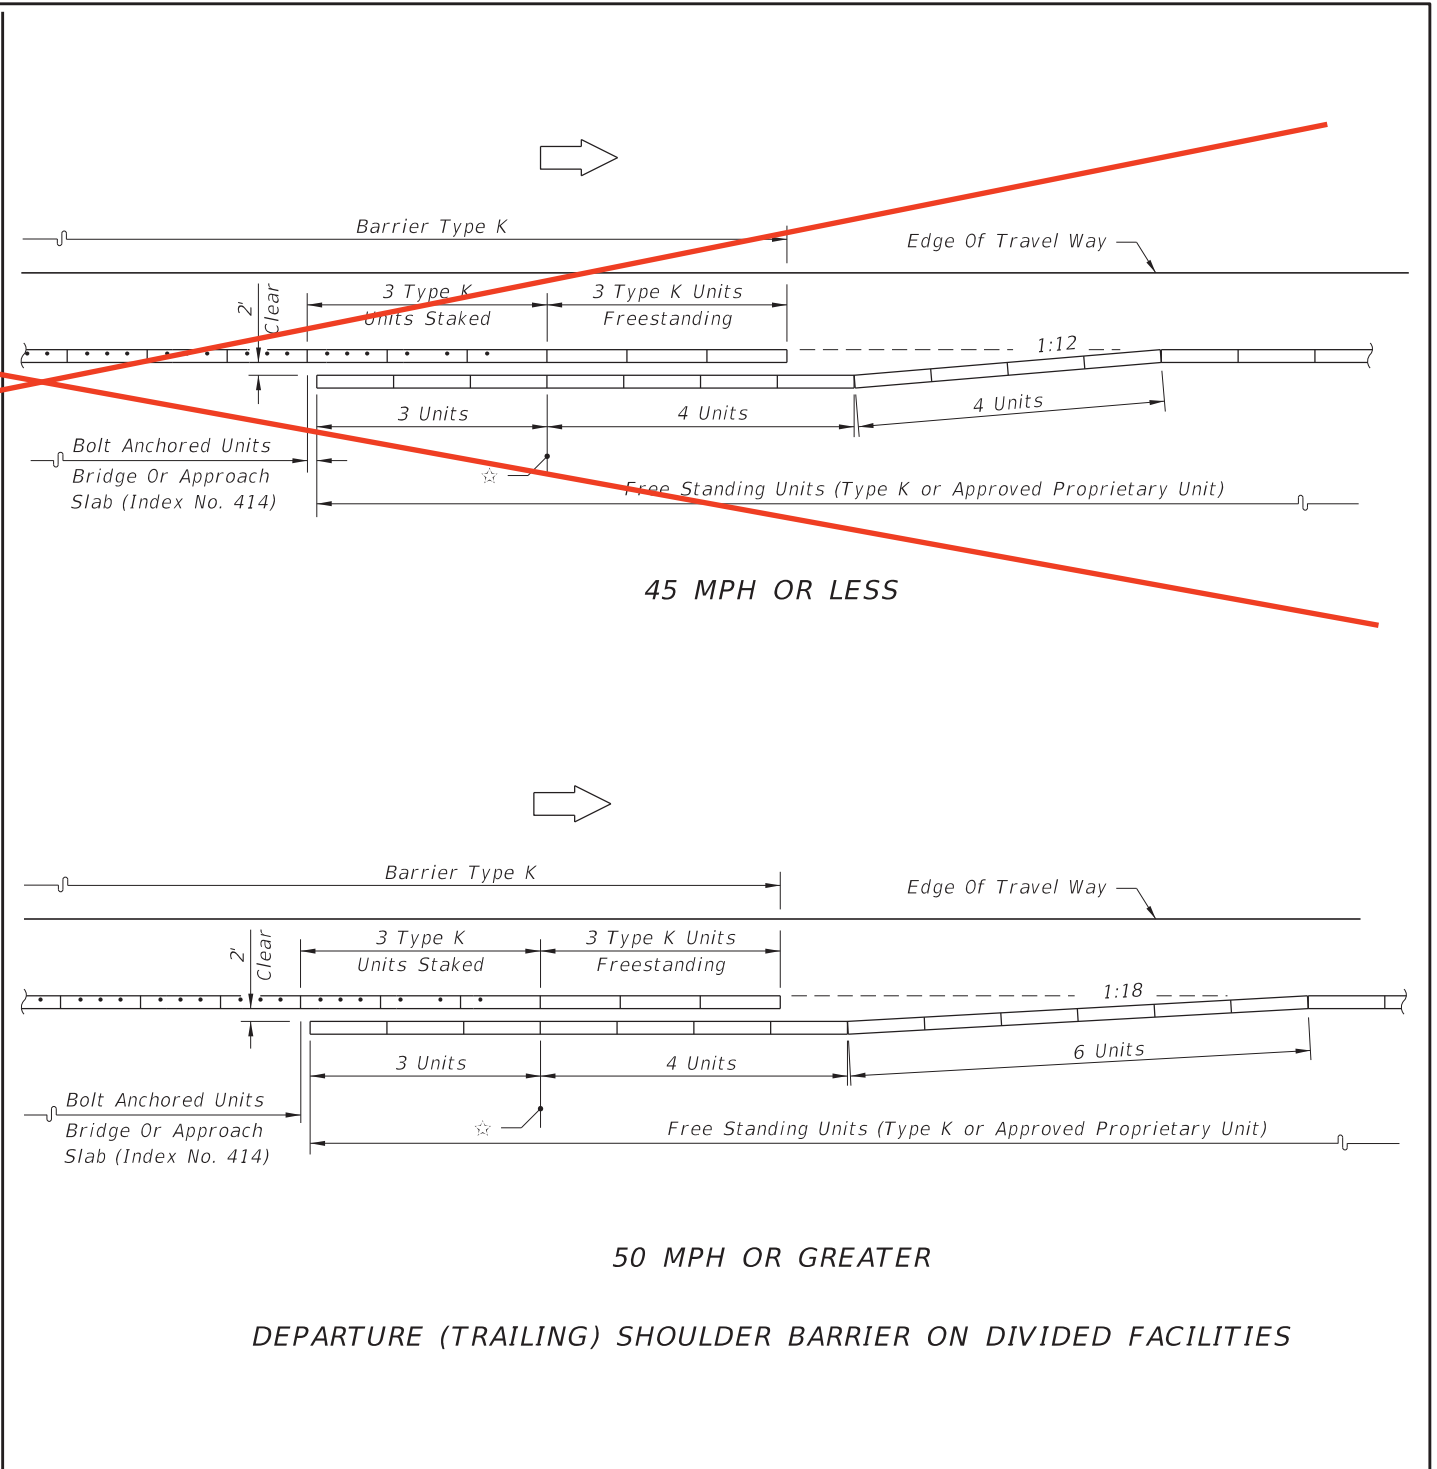 Barrier Type K
Edge Of Travel Way
2'
Clear
3 Type K
Units Staked
3 Type K Units
Freestanding
1:12
3 Units
4 Units
4 Units
Bolt Anchored Units
Bridge Or Approach
Slab (Index No. 414)
☆
Free Standing Units (Type K or Approved Proprietary Unit)
45 MPH OR LESS
Barrier Type K
Edge Of Travel Way
2'
Clear
3 Type K
Units Staked
3 Type K Units
Freestanding
1:18
3 Units
4 Units
6 Units
Bolt Anchored Units
Bridge Or Approach
Slab (Index No. 414)
☆
Free Standing Units (Type K or Approved Proprietary Unit)
50 MPH OR GREATER
DEPARTURE (TRAILING) SHOULDER BARRIER ON DIVIDED FACILITIES